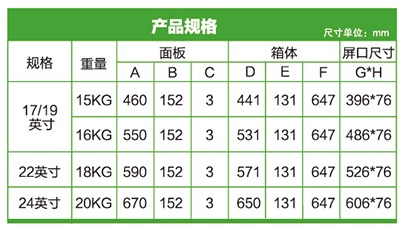 产品规格 尺寸单位：mm
规格 重量 面板 箱体 屏口尺寸
A B C D E F G*H
17/19英寸 15KG 460 152 3 441 131 647 396*76
16KG 550 152 3 531 131 647 486*76
22英寸 18KG 590 152 3 571 131 647 526*76
24英寸 20KG 670 152 3 650 131 647 606*76